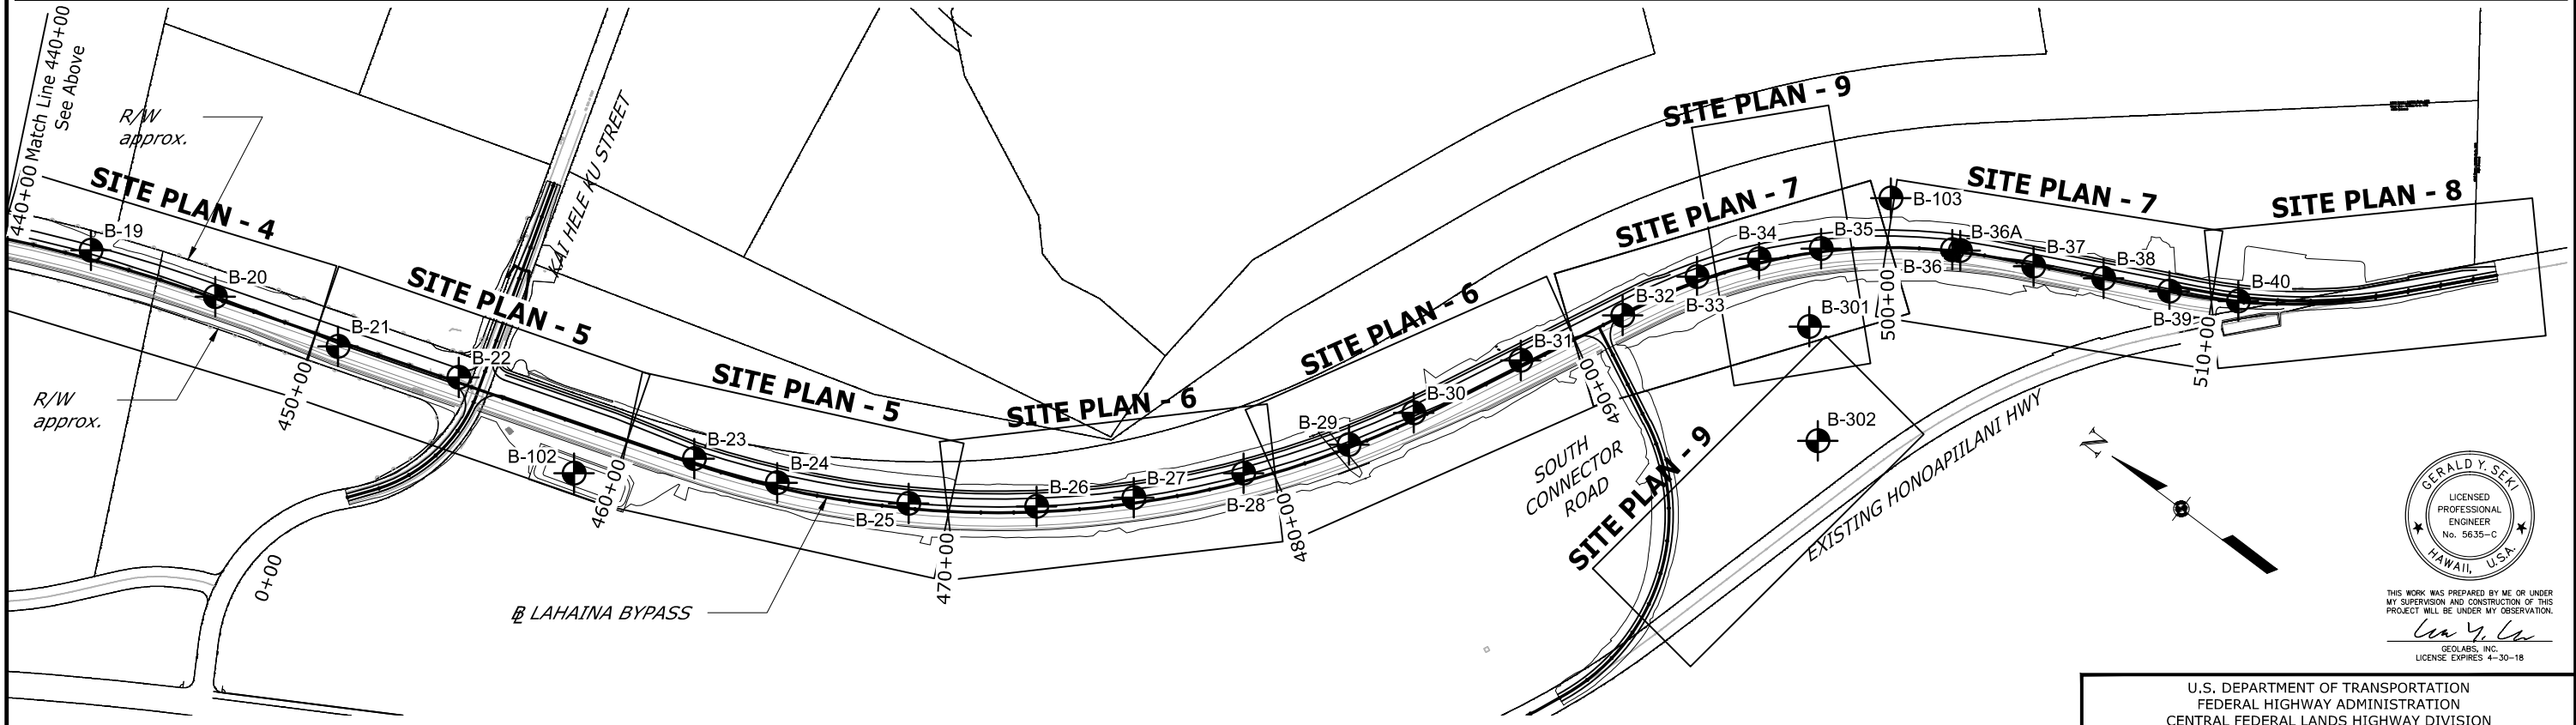 440+00 Match Line 440+00
See Above
R/W
approx.
SITE PLAN - 4
B-19
B-20
B-21
450+00
R/W
approx.
KAI HELE KU STREET
SITE PLAN - 5
B-22
B-102
460+00
0+00
B-23
B-24
B-25
SITE PLAN - 5
470+00
℄ LAHAINA BYPASS
SITE PLAN - 6
B-26
B-27
B-28
480+00
SITE PLAN - 6
B-29
B-30
B-31
490+00
SOUTH
CONNECTOR
ROAD
SITE PLAN - 9
SITE PLAN - 7
B-32
B-33
B-34
B-35
B-301
B-302
SITE PLAN - 9
B-103
500+00
B-36
B-36A
SITE PLAN - 7
B-37
B-38
B-39
510+00
B-40
SITE PLAN - 8
EXISTING HONOAPIILANI HWY
N
GERALD Y. SEKI
LICENSED
PROFESSIONAL
ENGINEER
No. 5635-C
HAWAII, U.S.A.
THIS WORK WAS PREPARED BY ME OR UNDER
MY SUPERVISION AND CONSTRUCTION OF THIS
PROJECT WILL BE UNDER MY OBSERVATION.
GEOLABS, INC.
LICENSE EXPIRES 4-30-18
U.S. DEPARTMENT OF TRANSPORTATION
FEDERAL HIGHWAY ADMINISTRATION
CENTRAL FEDERAL LANDS HIGHWAY DIVISION